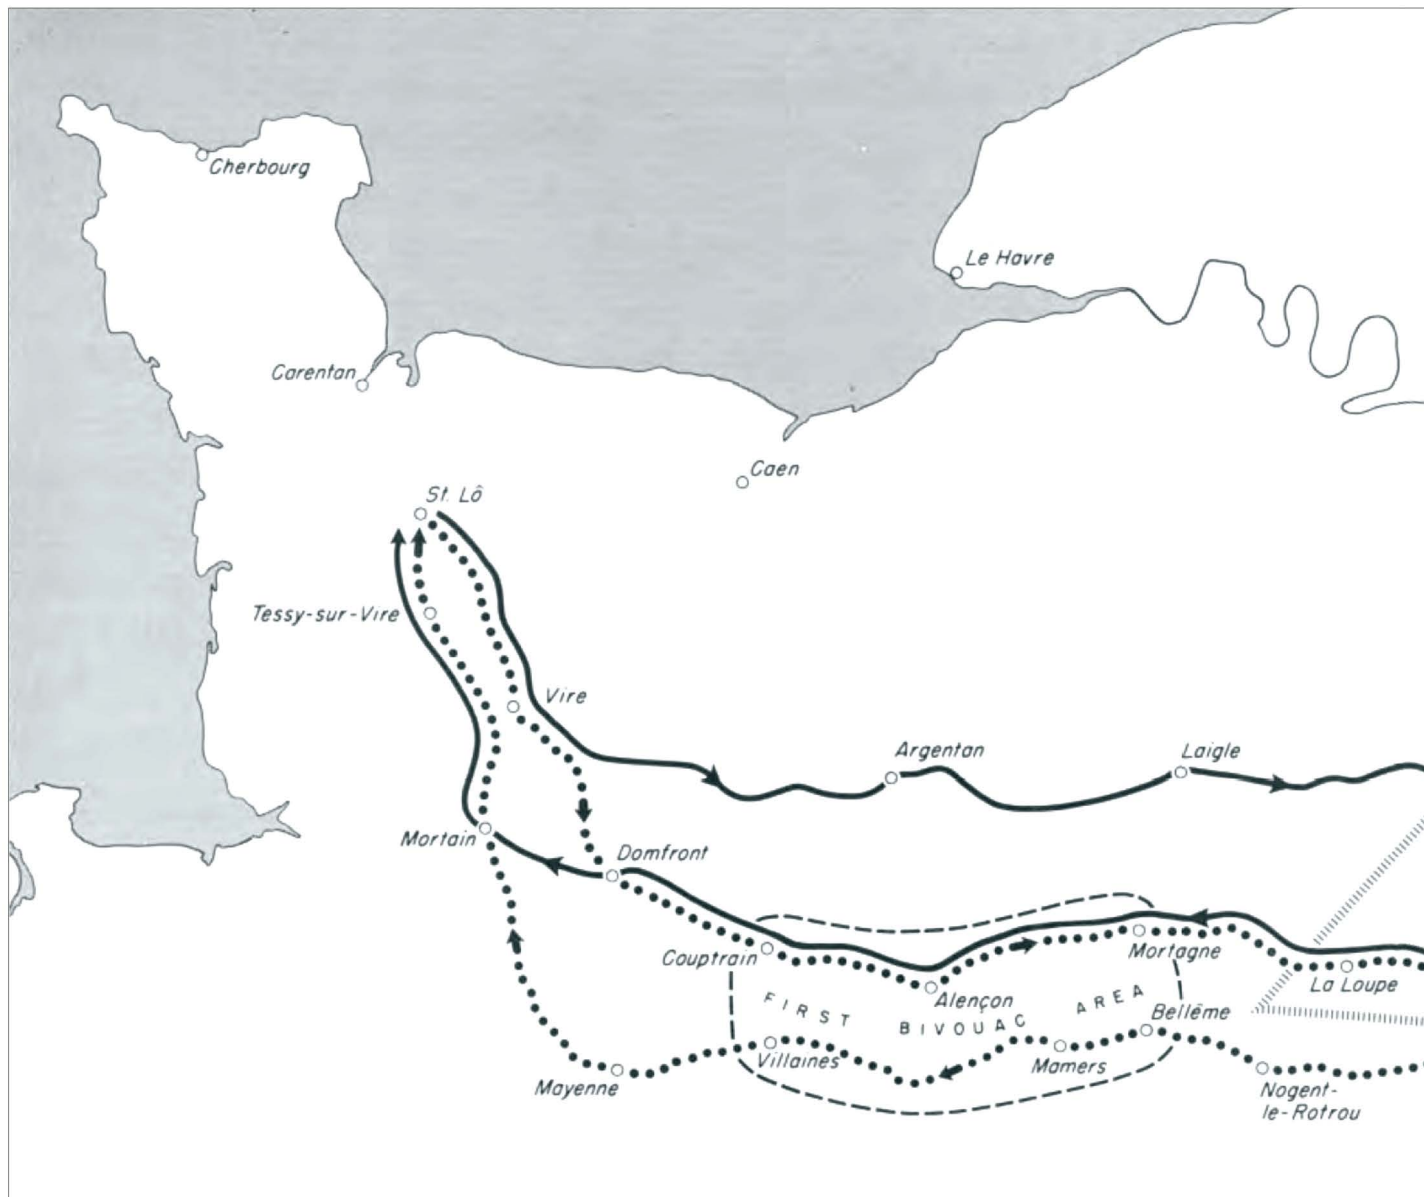 Cherbourg
Le Havre
Carentan
Caen
St. Lô
Tessy-sur-Vire
Vire
Argentan
Laigle
Mortain
Domfront
Couptrain
Mortagne
La Loupe
Alençon
FIRST BIVOUAC AREA
Bellême
Villaines
Mamers
Mayenne
Nogent-
le-Rotrou